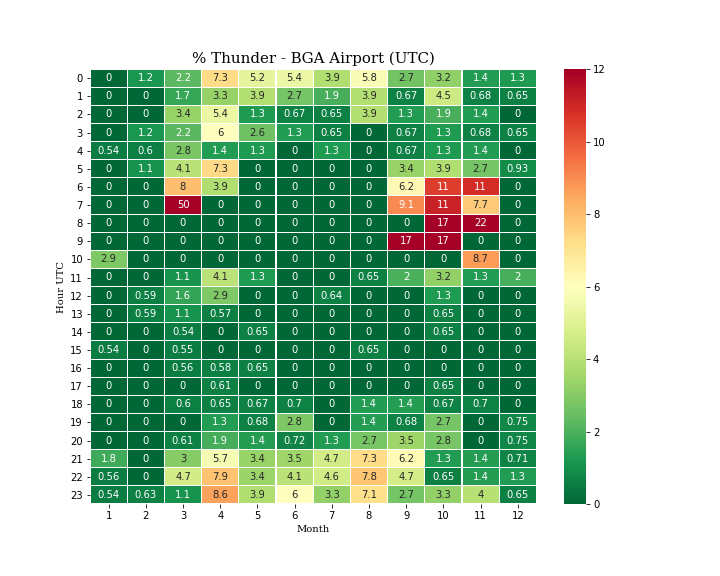 % Thunder - BGA Airport (UTC)
0 0 1.2 2.2 7.3 5.2 5.4 3.9 5.8 2.7 3.2 1.4 1.3
1 0 0 1.7 3.3 3.9 2.7 1.9 3.9 0.67 4.5 0.68 0.65
2 0 0 3.4 5.4 1.3 0.67 0.65 3.9 1.3 1.9 1.4 0
3 0 1.2 2.2 6 2.6 1.3 0.65 0 0.67 1.3 0.68 0.65
4 0.54 0.6 2.8 1.4 1.3 0 1.3 0 0.67 1.3 1.4 0
5 0 1.1 4.1 7.3 0 0 0 0 3.4 3.9 2.7 0.93
6 0 0 8 3.9 0 0 0 0 6.2 11 11 0
7 0 0 50 0 0 0 0 0 9.1 11 7.7 0
8 0 0 0 0 0 0 0 0 0 17 22 0
9 0 0 0 0 0 0 0 0 17 17 0 0
10 2.9 0 0 0 0 0 0 0 0 0 8.7 0
11 0 0 1.1 4.1 1.3 0 0 0.65 2 3.2 1.3 2
12 0 0.59 1.6 2.9 0 0 0.64 0 0 1.3 0 0
13 0 0.59 1.1 0.57 0 0 0 0 0 0.65 0 0
14 0 0 0.54 0 0.65 0 0 0 0 0.65 0 0
15 0.54 0 0.55 0 0 0 0 0.65 0 0 0 0
16 0 0 0.56 0.58 0.65 0 0 0 0 0 0 0
17 0 0 0 0.61 0 0 0 0 0 0.65 0 0
18 0 0 0.6 0.65 0.67 0.7 0 1.4 1.4 0.67 0.7 0
19 0 0 0 1.3 0.68 2.8 0 1.4 0.68 2.7 0 0.75
20 0 0 0.61 1.9 1.4 0.72 1.3 2.7 3.5 2.8 0 0.75
21 1.8 0 3 5.7 3.4 3.5 4.7 7.3 6.2 1.3 1.4 0.71
22 0.56 0 4.7 7.9 3.4 4.1 4.6 7.8 4.7 0.65 1.4 1.3
23 0.54 0.63 1.1 8.6 3.9 6 3.3 7.1 2.7 3.3 4 0.65
1 2 3 4 5 6 7 8 9 10 11 12
Month
Hour UTC
12
10
8
6
4
2
0